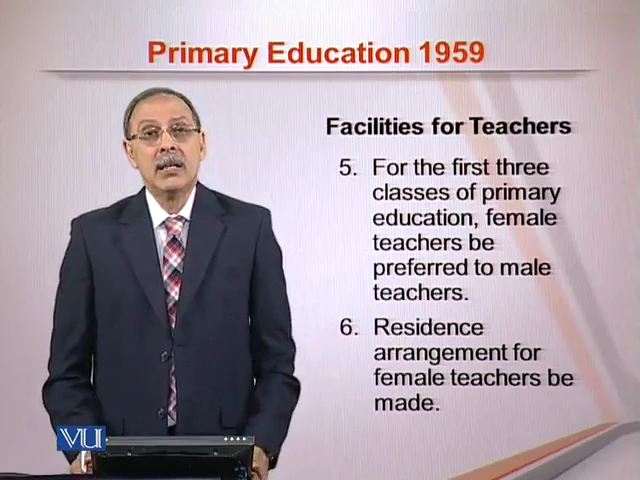 Primary Education 1959
Facilities for Teachers
5. For the first three
classes of primary
education, female
teachers be
preferred to male
teachers.
6. Residence
arrangement for
female teachers be
made.
VU